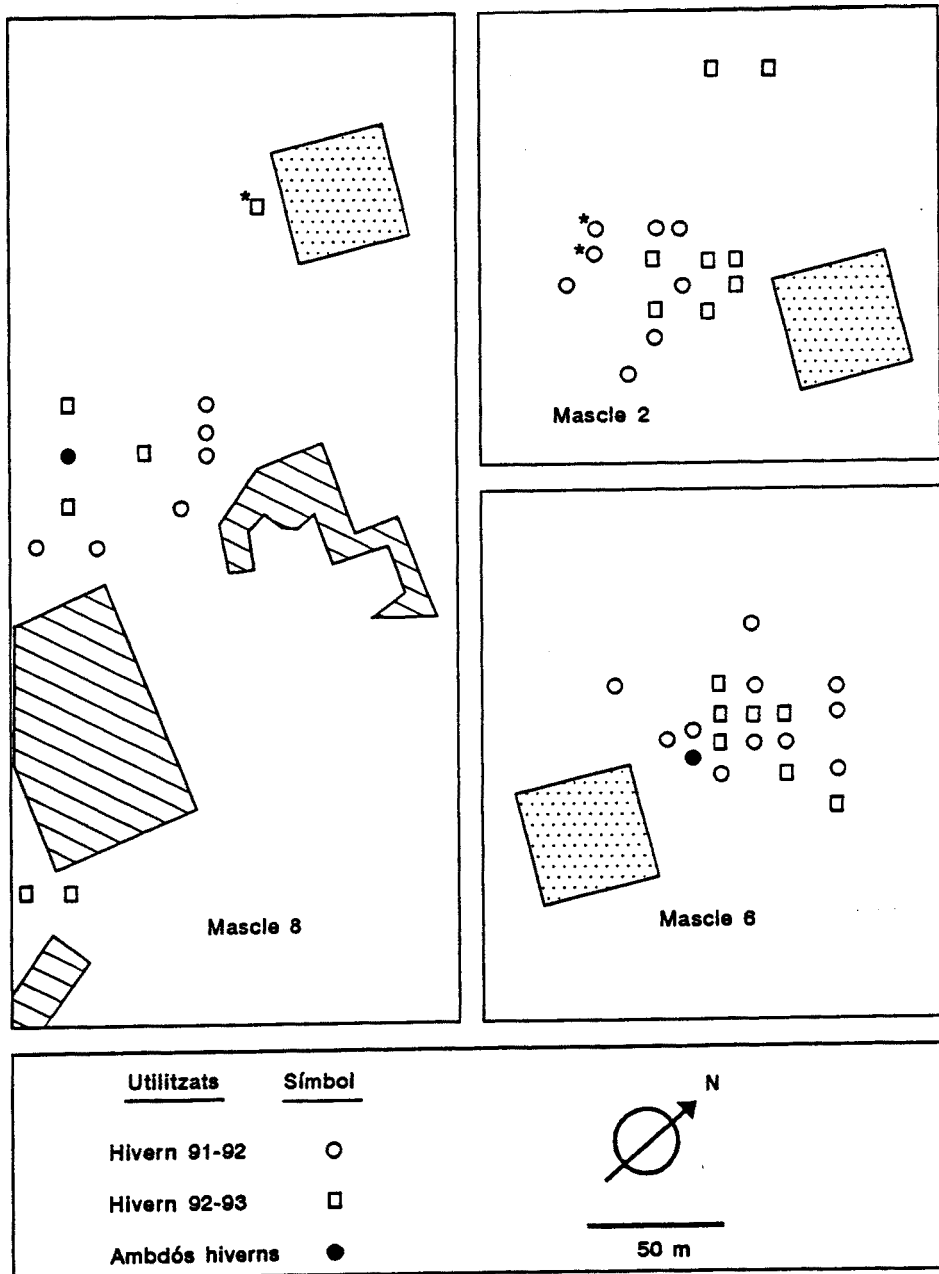 *
*
*
Mascle 2
Mascle 8
Mascle 6
Utilitzats Símbol
N
Hivern 91-92
Hivern 92-93
50 m
Ambdós hiverns